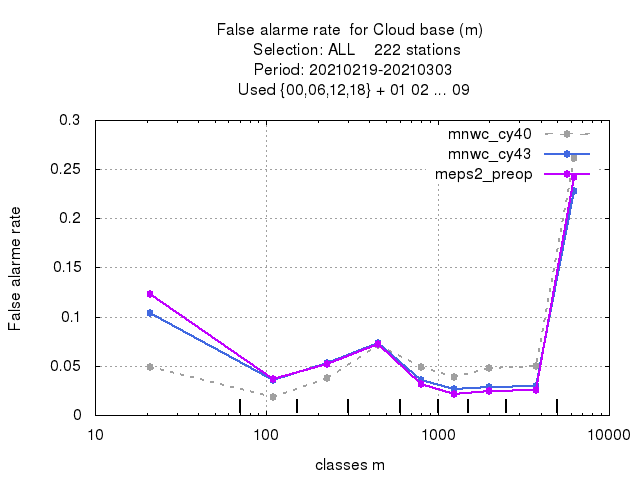 False alarme rate  for Cloud base (m)
Selection: ALL    222 stations
Period: 20210219-20210303
Used {00,06,12,18} + 01 02 ... 09
mnwc_cy40
mnwc_cy43
meps2_preop
0.3
0.25
0.2
0.15
0.1
0.05
0
False alarme rate
10
100
1000
10000
classes m